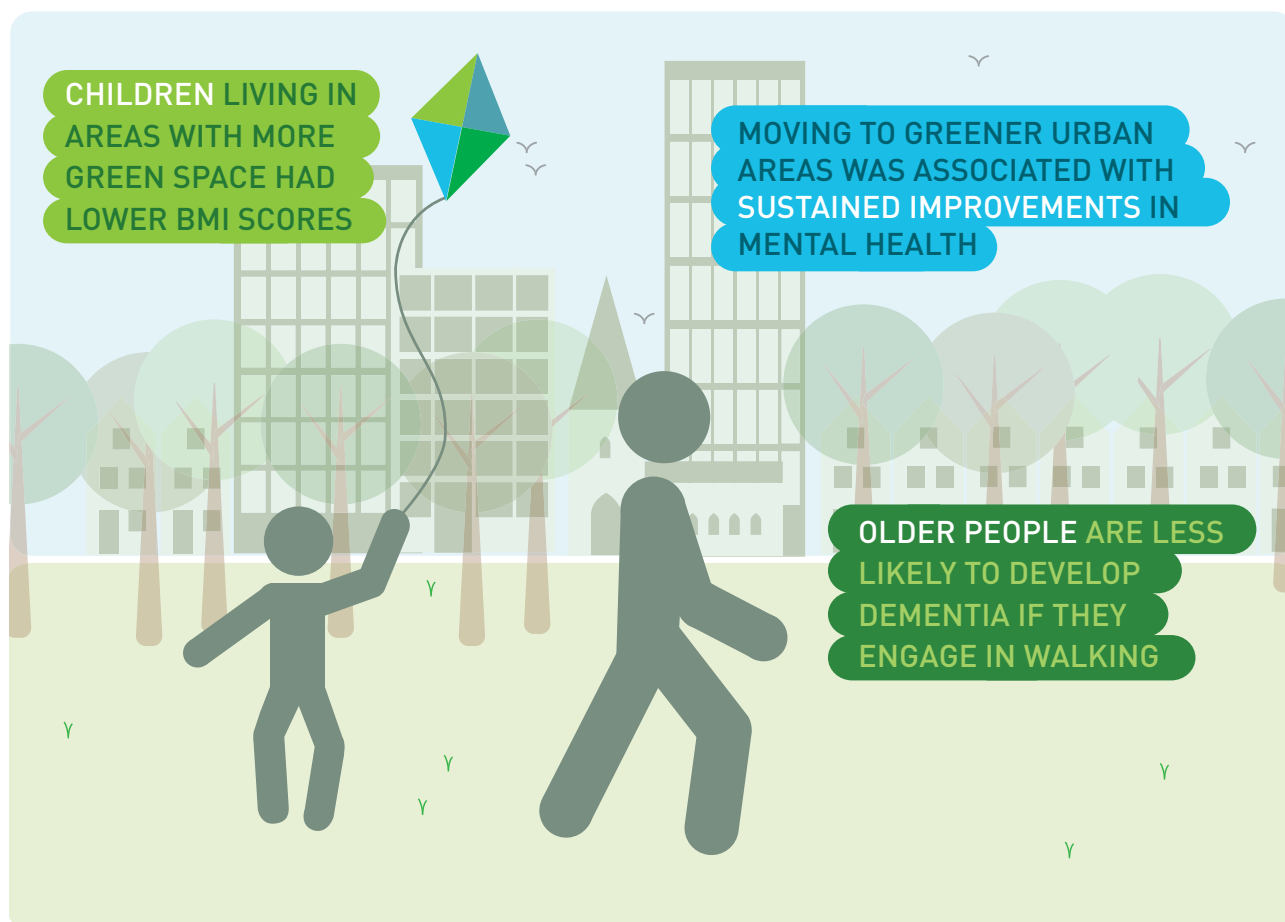 CHILDREN LIVING IN
AREAS WITH MORE
GREEN SPACE HAD
LOWER BMI SCORES
MOVING TO GREENER URBAN
AREAS WAS ASSOCIATED WITH
SUSTAINED IMPROVEMENTS IN
MENTAL HEALTH
OLDER PEOPLE ARE LESS
LIKELY TO DEVELOP
DEMENTIA IF THEY
ENGAGE IN WALKING